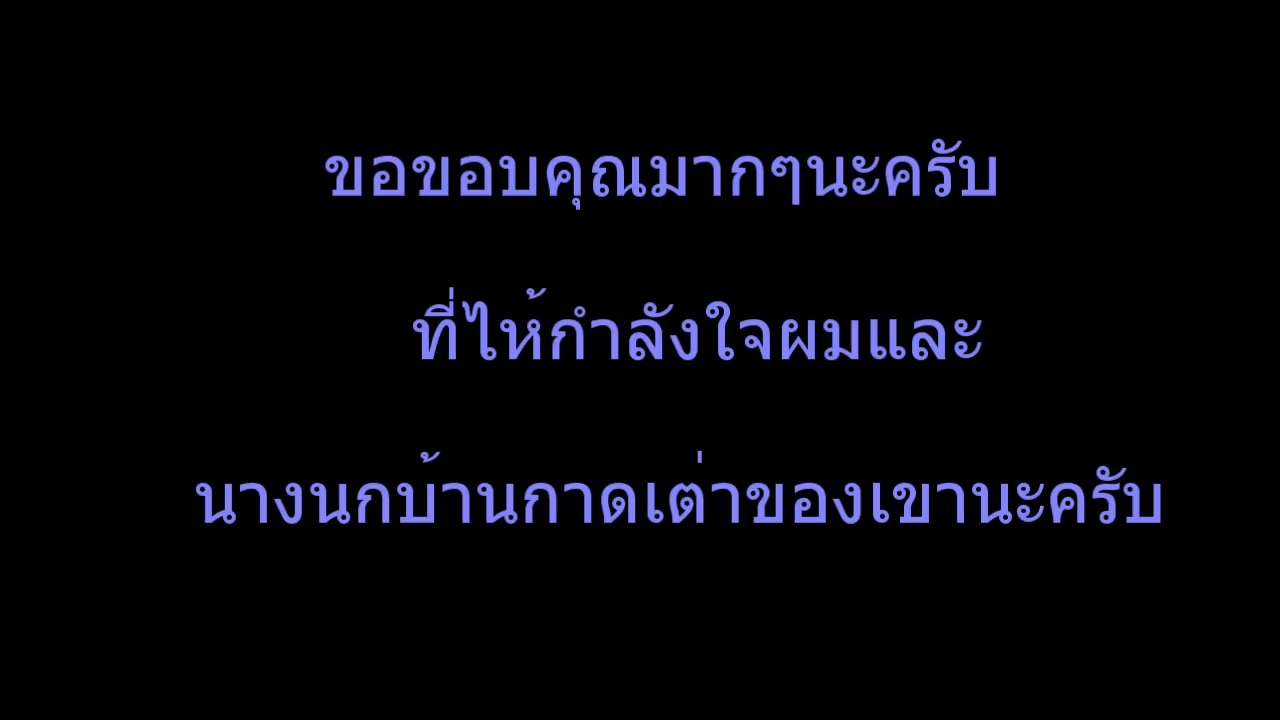 ขอขอบคุณมากๆนะครับ
ที่ไห้กำลังใจผมและ
นางนกบ้านกาดเต่าของเขานะครับ